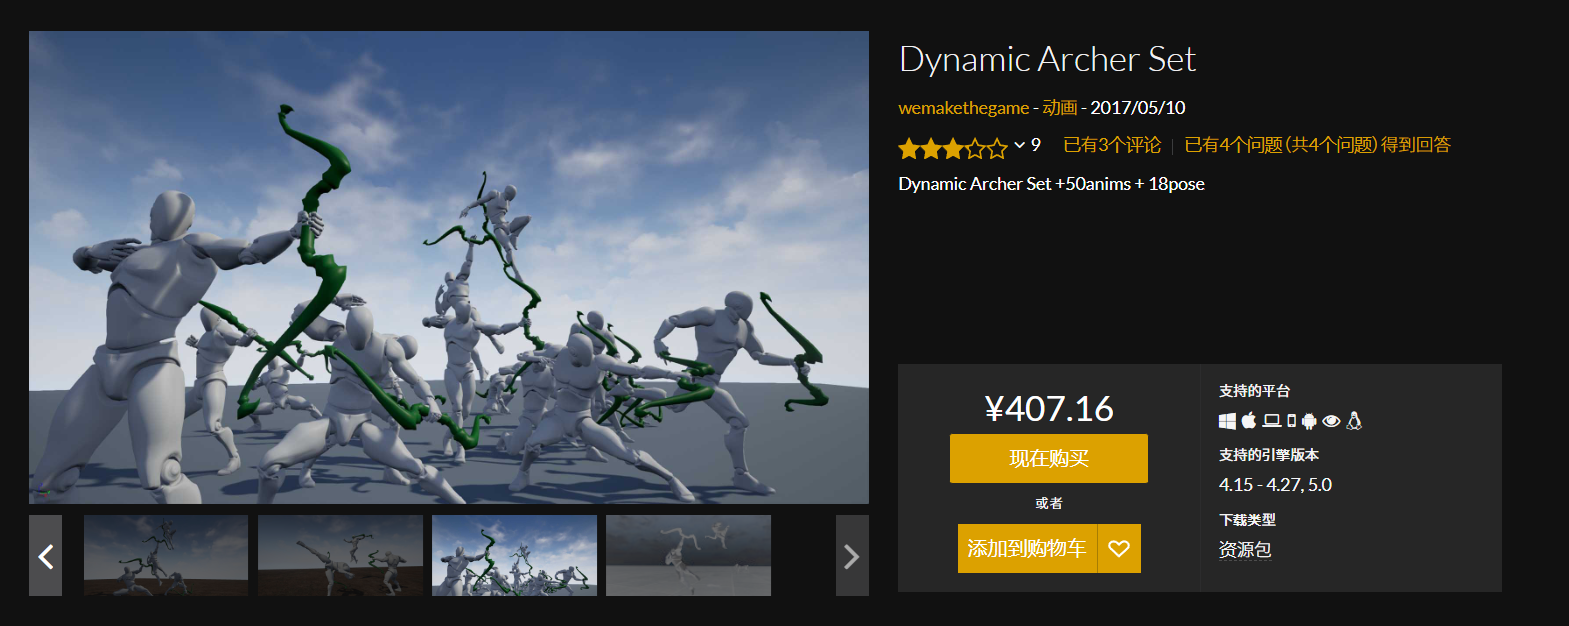 Dynamic Archer Set
wemakethegame - 动画 - 2017/05/10
9 已有3个评论 已有4个问题 (共4个问题) 得到回答
Dynamic Archer Set +50anims + 18pose
¥407.16
现在购买
或者
添加到购物车
支持的平台
支持的引擎版本
4.15 - 4.27, 5.0
下载类型
资源包